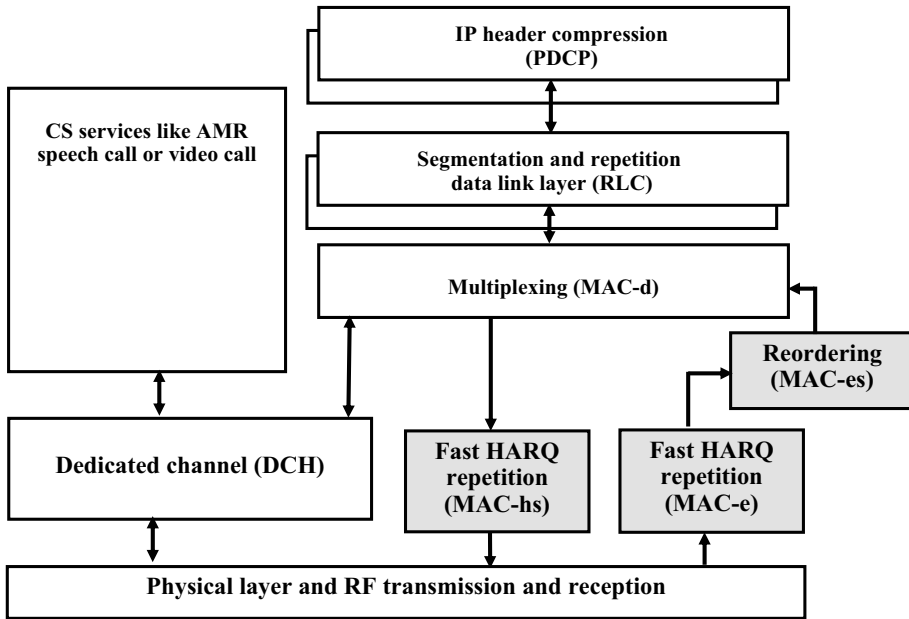 IP header compression
(PDCP)
CS services like AMR
speech call or video call
Segmentation and repetition
data link layer (RLC)
Multiplexing (MAC-d)
Reordering
(MAC-es)
Dedicated channel (DCH)
Fast HARQ
repetition
(MAC-hs)
Fast HARQ
repetition
(MAC-e)
Physical layer and RF transmission and reception